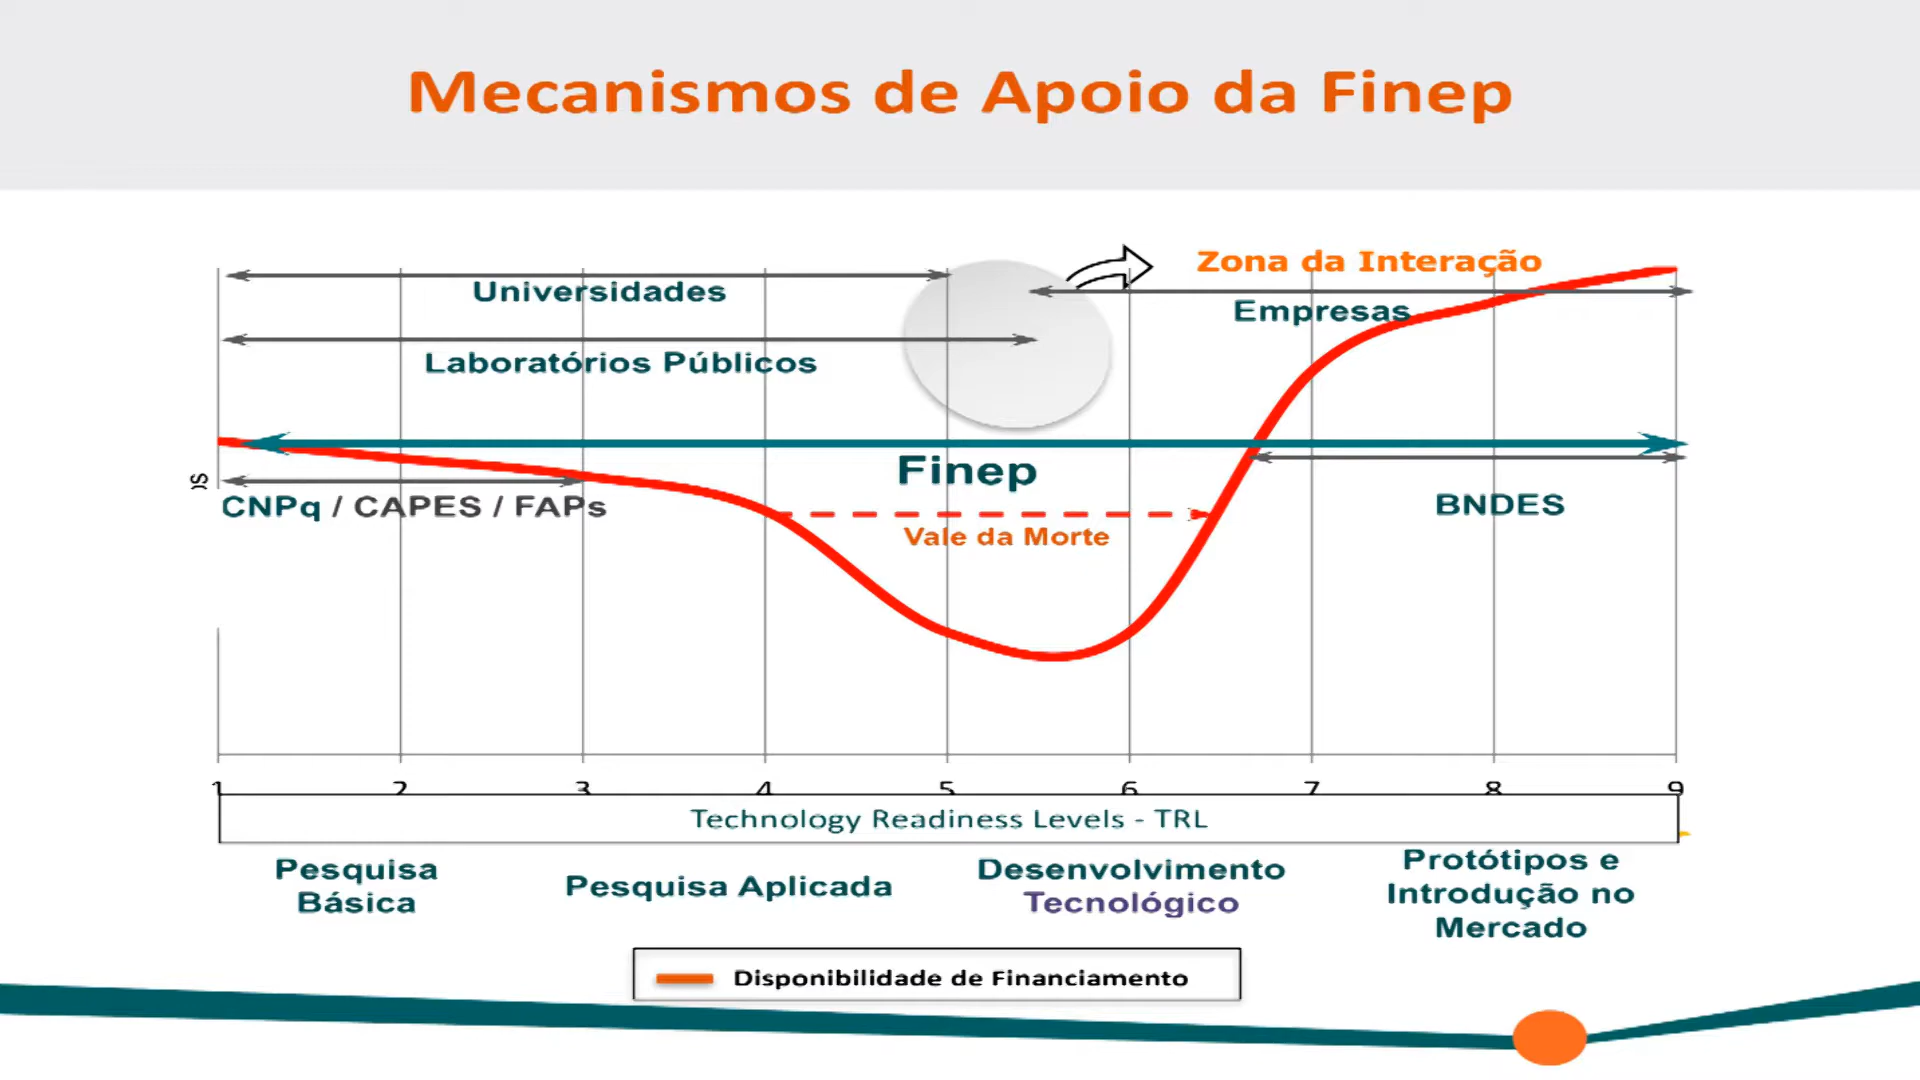 Mecanismos de Apoio da Finep
Zona da Interação
Universidades
Empresas
Laboratórios Públicos
Finep
CNPq / CAPES / FAPs
BNDES
Vale da Morte
1 2 3 4 5 6 7 8 9
Technology Readiness Levels - TRL
Pesquisa
Básica
Pesquisa Aplicada
Desenvolvimento
Tecnológico
Protótipos e
Introdução no
Mercado
Disponibilidade de Financiamento